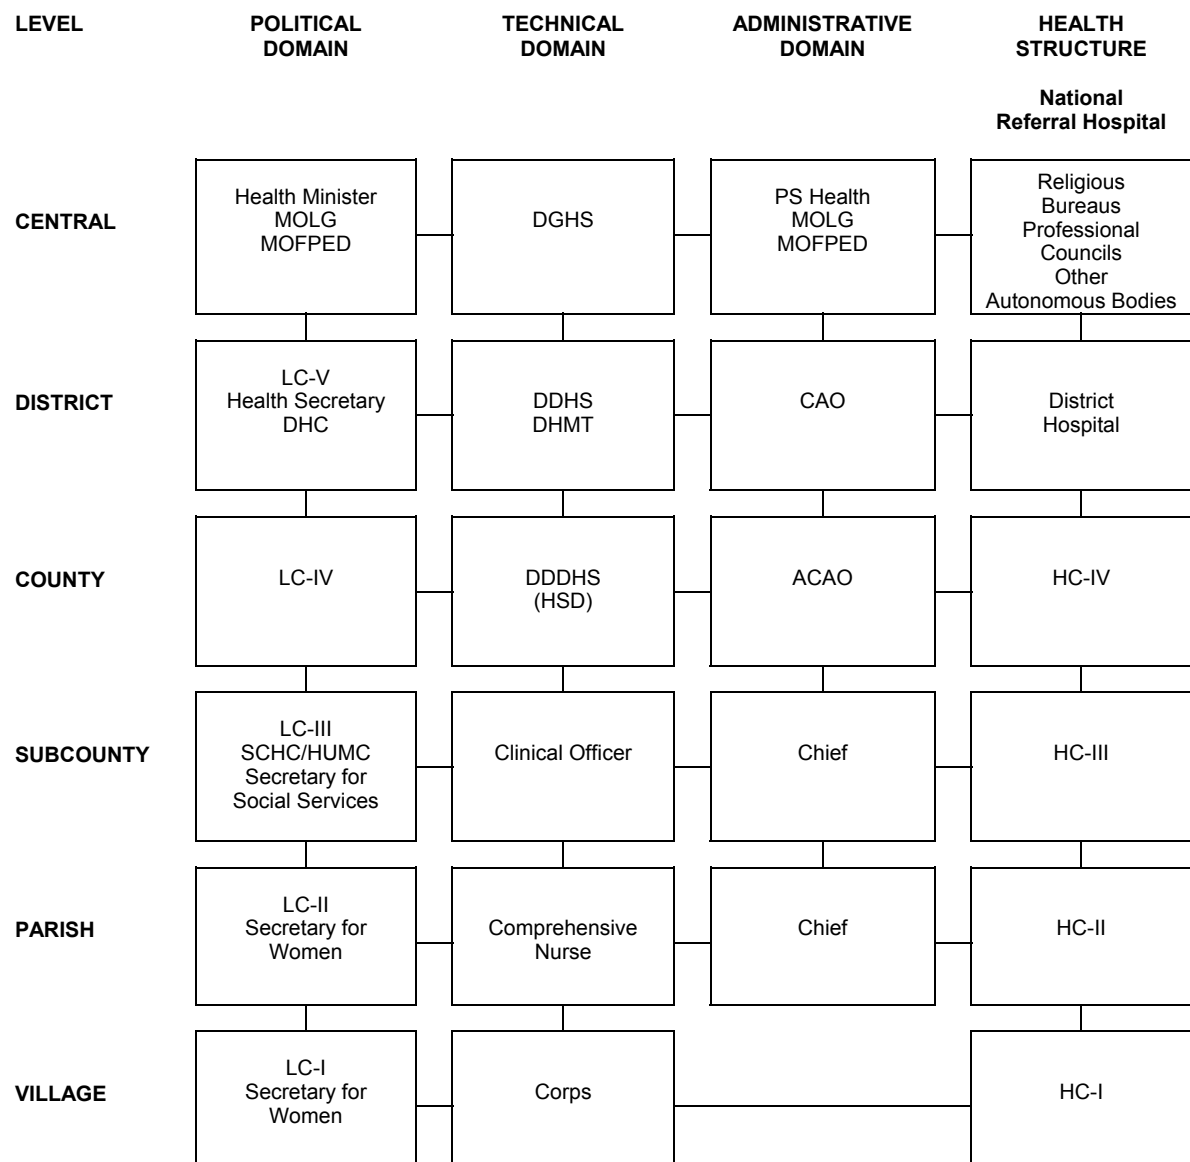 LEVEL
POLITICAL
DOMAIN
TECHNICAL
DOMAIN
ADMINISTRATIVE
DOMAIN
HEALTH
STRUCTURE
National
Referral Hospital
CENTRAL
Health Minister
MOLG
MOFPED
DGHS
PS Health
MOLG
MOFPED
Religious
Bureaus
Professional
Councils
Other
Autonomous Bodies
DISTRICT
LC-V
Health Secretary
DHC
DDHS
DHMT
CAO
District
Hospital
COUNTY
LC-IV
DDDHS
(HSD)
ACAO
HC-IV
SUBCOUNTY
LC-III
SCHC/HUMC
Secretary for
Social Services
Clinical Officer
Chief
HC-III
PARISH
LC-II
Secretary for
Women
Comprehensive
Nurse
Chief
HC-II
VILLAGE
LC-I
Secretary for
Women
Corps
HC-I